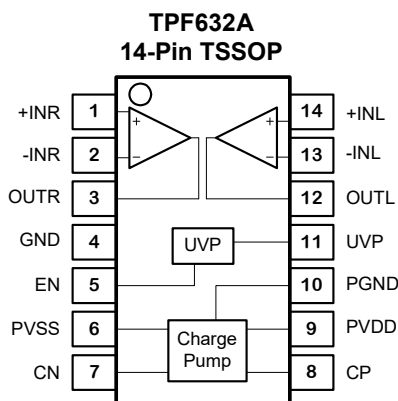 TPF632A
14-Pin TSSOP
+INR 1 + + 14 +INL
-INR 2 − − 13 -INL
OUTR 3 12 OUTL
GND 4 UVP 11 UVP
EN 5 10 PGND
PVSS 6 Charge 9 PVDD
CN 7 Pump 8 CP